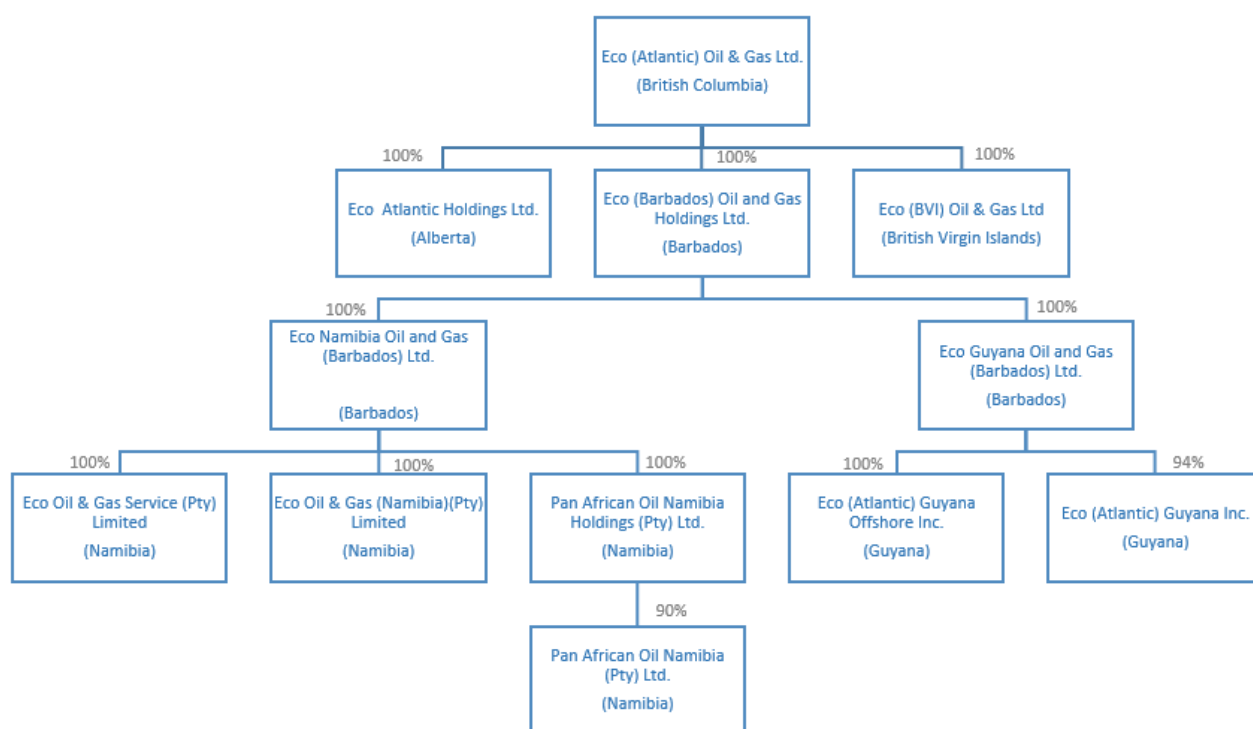 Eco (Atlantic) Oil & Gas Ltd.
(British Columbia)
100%
100%
100%
Eco Atlantic Holdings Ltd.
(Alberta)
Eco (Barbados) Oil and Gas
Holdings Ltd.
(Barbados)
Eco (BVI) Oil & Gas Ltd
(British Virgin Islands)
100%
100%
Eco Namibia Oil and Gas
(Barbados) Ltd.
(Barbados)
Eco Guyana Oil and Gas
(Barbados) Ltd.
(Barbados)
100%
100%
100%
100%
94%
Eco Oil & Gas Service (Pty)
Limited
(Namibia)
Eco Oil & Gas (Namibia)(Pty)
Limited
(Namibia)
Pan African Oil Namibia
Holdings (Pty) Ltd.
(Namibia)
Eco (Atlantic) Guyana
Offshore Inc.
(Guyana)
Eco (Atlantic) Guyana Inc.
(Guyana)
90%
Pan African Oil Namibia
(Pty) Ltd.
(Namibia)